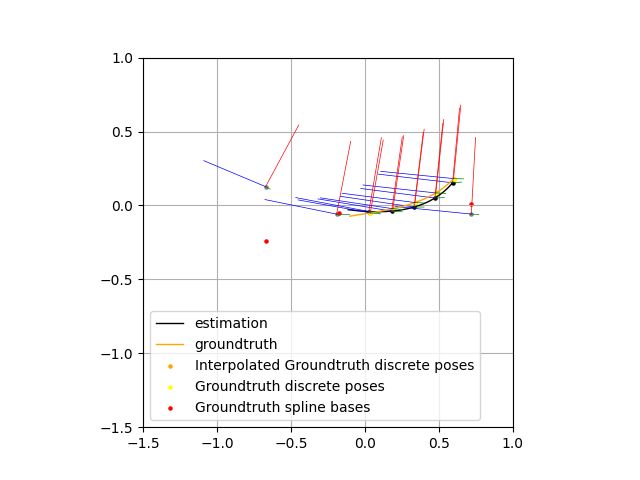 1.0
0.5
0.0
−0.5
−1.0
−1.5
estimation
groundtruth
Interpolated Groundtruth discrete poses
Groundtruth discrete poses
Groundtruth spline bases
−1.5 −1.0 −0.5 0.0 0.5 1.0